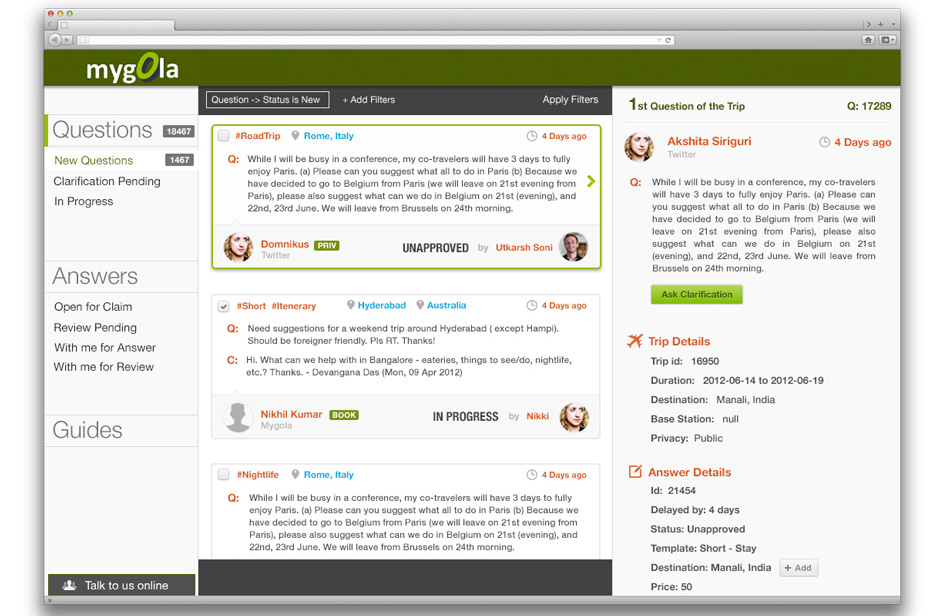 mygola
Questions 18467
New Questions 1467
Clarification Pending
In Progress
Answers
Open for Claim
Review Pending
With me for Answer
With me for Review
Guides
Talk to us online
Question -> Status is New + Add Filters Apply Filters
#RoadTrip Rome, Italy 4 Days ago
Q: While I will be busy in a conference, my co-travelers will have 3 days to fully
enjoy Paris. (a) Please can you suggest what all to do in Paris (b) Because we
have decided to go to Belgium from Paris (we will leave on 21st evening from
Paris), please also suggest what can we do in Belgium on 21st (evening), and
22nd, 23rd June. We will leave from Brussels on 24th morning.
Domnikus PRIV
Twitter
UNAPPROVED by Utkarsh Soni
#Short #Itenerary Hyderabad Australia 4 Days ago
Q: Need suggestions for a weekend trip around Hyderabad ( except Hampi).
Should be foreigner friendly. Pls RT. Thanks!
C: Hi. What can we help with in Bangalore - eateries, things to see/do, nightlife,
etc.? Thanks. - Devangana Das (Mon, 09 Apr 2012)
Nikhil Kumar BOOK
Mygola
IN PROGRESS by Nikki
#Nightlife Rome, Italy 4 Days ago
Q: While I will be busy in a conference, my co-travelers will have 3 days to fully
enjoy Paris. (a) Please can you suggest what all to do in Paris (b) Because we
have decided to go to Belgium from Paris (we will leave on 21st evening from
Paris), please also suggest what can we do in Belgium on 21st (evening), and
22nd, 23rd June. We will leave from Brussels on 24th morning.
1st Question of the Trip Q: 17289
Akshita Siriguri 4 Days ago
Twitter
Q: While I will be busy in a conference, my co-travelers
will have 3 days to fully enjoy Paris. (a) Please can
you suggest what all to do in Paris (b) Because we
have decided to go to Belgium from Paris (we will
leave on 21st evening from Paris), please also
suggest what can we do in Belgium on 21st
(evening), and 22nd, 23rd June. We will leave from
Brussels on 24th morning.
Ask Clarification
Trip Details
Trip id: 16950
Duration: 2012-06-14 to 2012-06-19
Destination: Manali, India
Base Station: null
Privacy: Public
Answer Details
Id: 21454
Delayed by: 4 days
Status: Unapproved
Template: Short - Stay
Destination: Manali, India + Add
Price: 50